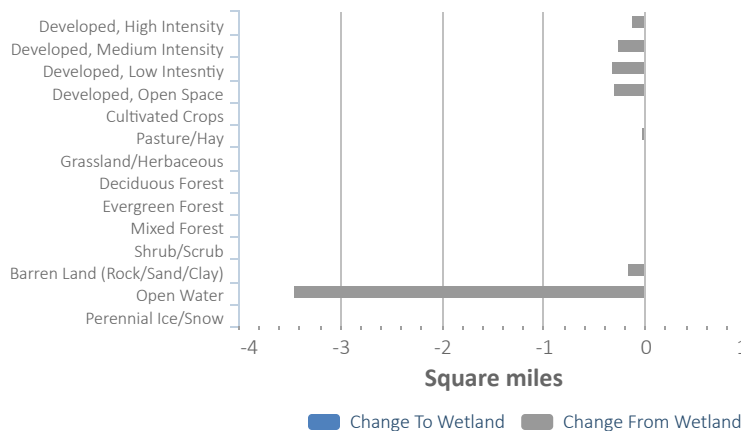 Developed, High Intensity
Developed, Medium Intensity
Developed, Low Intesntiy
Developed, Open Space
Cultivated Crops
Pasture/Hay
Grassland/Herbaceous
Deciduous Forest
Evergreen Forest
Mixed Forest
Shrub/Scrub
Barren Land (Rock/Sand/Clay)
Open Water
Perennial Ice/Snow
-4 -3 -2 -1 0
Square miles
Change To Wetland Change From Wetland